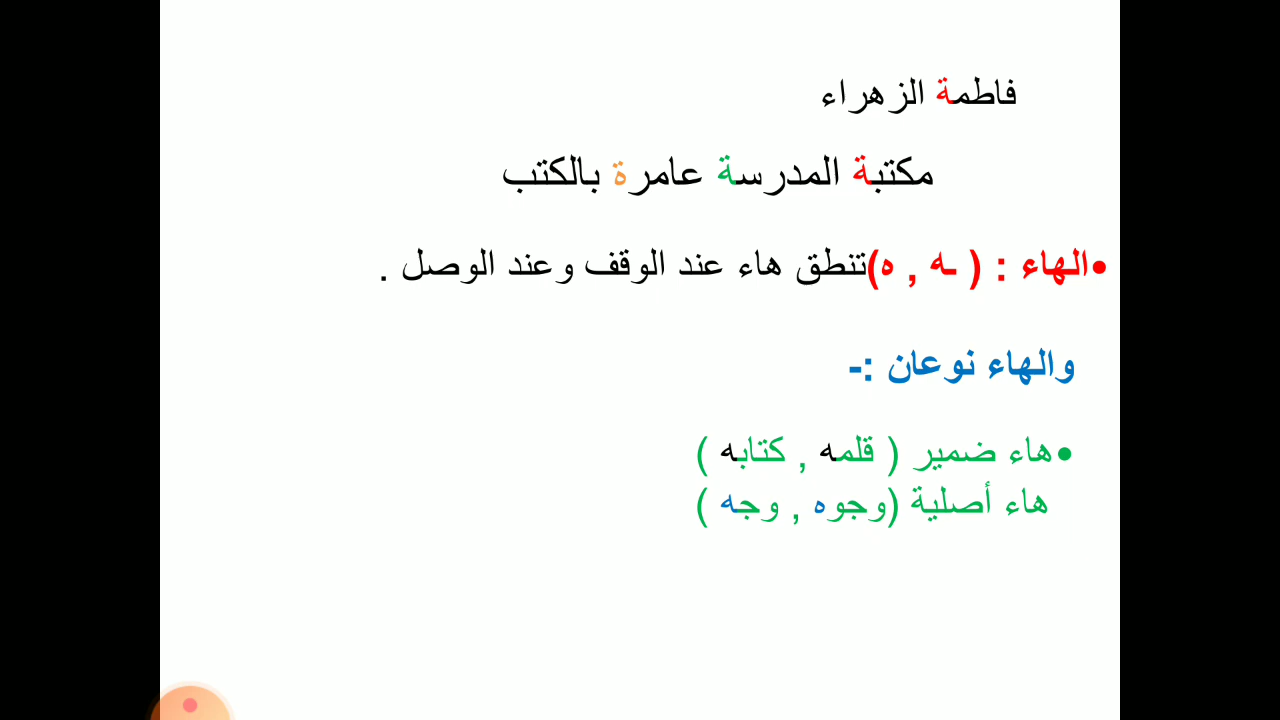 فاطمة الزهراء
مكتبة المدرسة عامرة بالكتب
•الهاء : ( ـه , ه)تنطق هاء عند الوقف وعند الوصل .
والهاء نوعان :-
•هاء ضمير ( قلمه , كتابه )
هاء أصلية (وجوه , وجه )